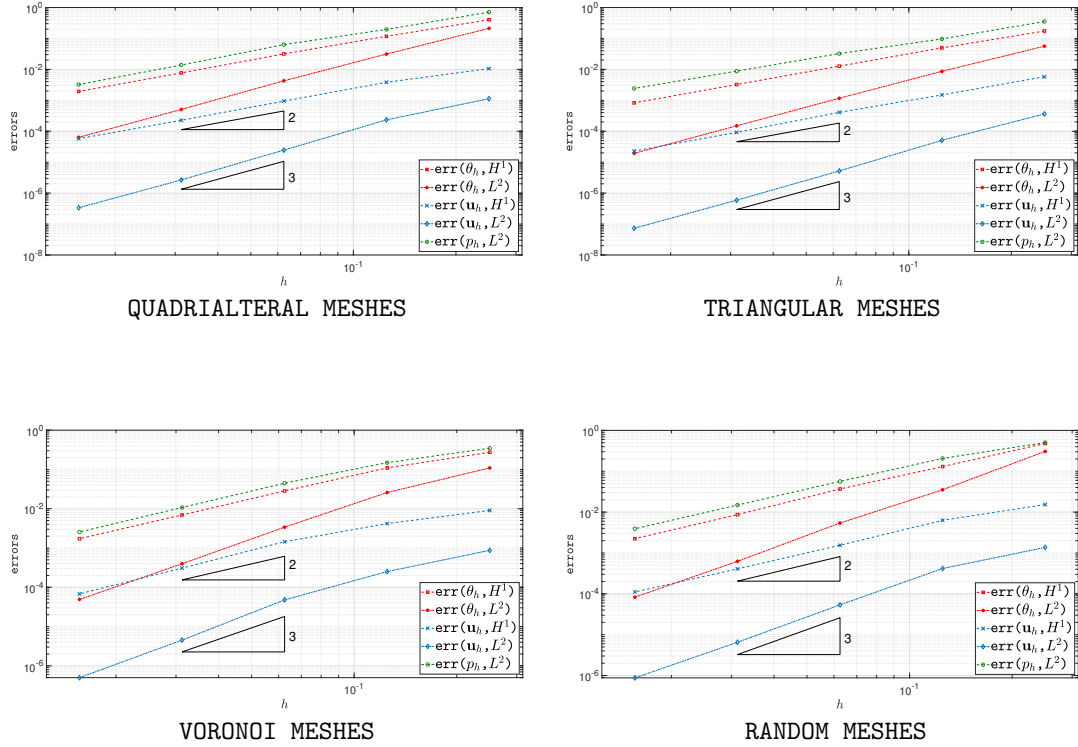 10^0
10^-2
10^-4
10^-6
10^-8
errors
2
3
err(θ_h, H^1)
err(θ_h, L^2)
err(𝐮_h, H^1)
err(𝐮_h, L^2)
err(p_h, L^2)
10^-1
h
QUADRIALTERAL MESHES
10^0
10^-2
10^-4
10^-6
10^-8
errors
2
3
err(θ_h, H^1)
err(θ_h, L^2)
err(𝐮_h, H^1)
err(𝐮_h, L^2)
err(p_h, L^2)
10^-1
h
TRIANGULAR MESHES
10^0
10^-2
10^-4
10^-6
errors
2
3
err(θ_h, H^1)
err(θ_h, L^2)
err(𝐮_h, H^1)
err(𝐮_h, L^2)
err(p_h, L^2)
10^-1
h
VORONOI MESHES
10^0
10^-2
10^-4
10^-6
errors
2
3
err(θ_h, H^1)
err(θ_h, L^2)
err(𝐮_h, H^1)
err(𝐮_h, L^2)
err(p_h, L^2)
10^-1
h
RANDOM MESHES